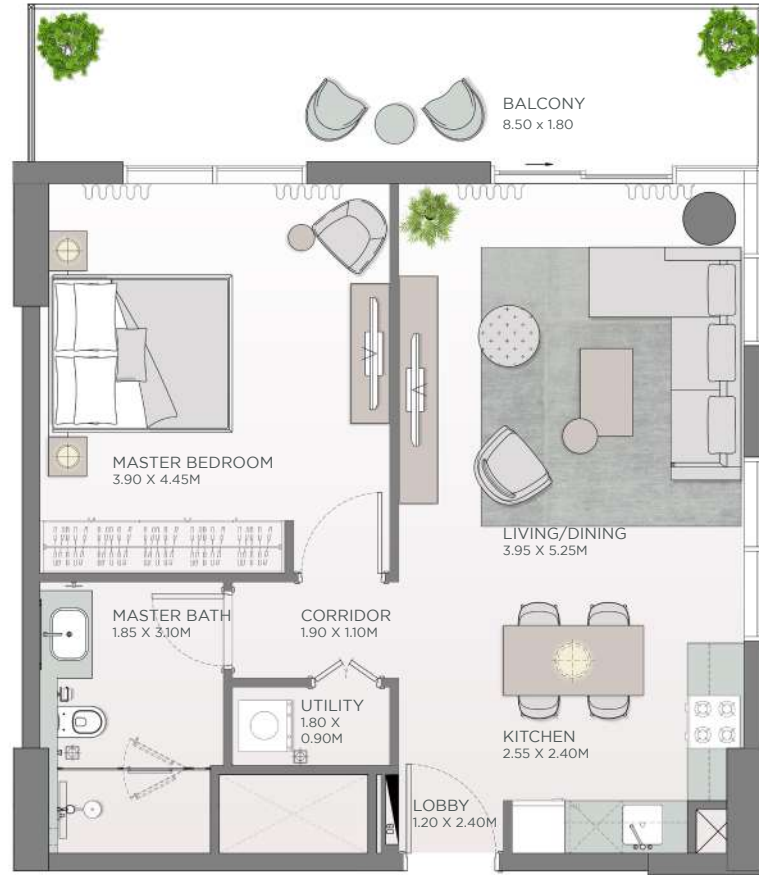 BALCONY
8.50 x 1.80
MASTER BEDROOM
3.90 X 4.45M
LIVING/DINING
3.95 X 5.25M
MASTER BATH
1.85 X 3.10M
CORRIDOR
1.90 X 1.10M
UTILITY
1.80 X
0.90M
KITCHEN
2.55 X 2.40M
LOBBY
1.20 X 2.40M